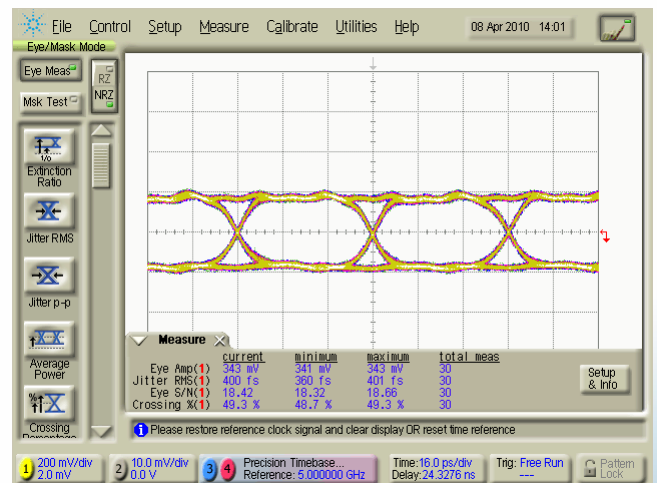 File Control Setup Measure Calibrate Utilities Help 08 Apr 2010 14:01
Eye/Mask Mode
Eye Meas
RZ
Msk Test
NRZ
1/0
Extinction
Ratio
Jitter RMS
Jitter p-p
Average
Power
%
Crossing
Measure
current minimum maximum total meas
Eye Amp(1) 343 mV 341 mV 343 mV 30
Jitter RMS(1) 400 fs 360 fs 401 fs 30
Eye S/N(1) 18.42 18.32 18.66 30
Crossing %(1) 49.3 % 48.7 % 49.3 % 30
Setup
& Info
Please restore reference clock signal and clear display OR reset time reference
1 200 mV/div
2.0 mV
2 10.0 mV/div
0.0 V
3 4 Precision Timebase...
Reference: 5.000000 GHz
Time:16.0 ps/div
Delay:24.3276 ns
Trig: Free Run
---
Pattern
Lock